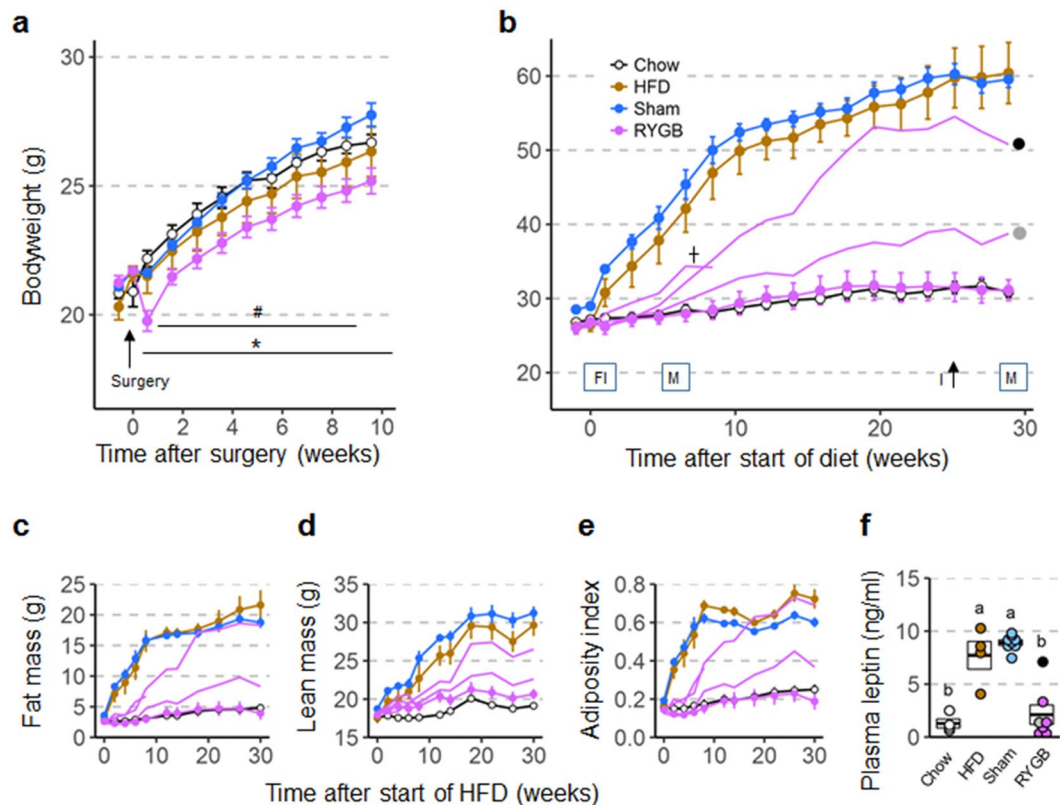 a
30
25
20
Bodyweight (g)
#
*
Surgery
0 2 4 6 8 10
Time after surgery (weeks)
b
Chow
HFD
Sham
RYGB
60
50
40
30
20
†
FI M I M
0 10 20 30
Time after start of diet (weeks)
c
Fat mass (g)
25
20
15
10
5
0
0 10 20 30
d
Lean mass (g)
35
30
25
20
15
0 10 20 30
e
Adiposity index
0.8
0.6
0.4
0.2
0.0
0 10 20 30
Time after start of HFD (weeks)
f
Plasma leptin (ng/ml)
15
10
5
0
b a a b
Chow HFD Sham RYGB